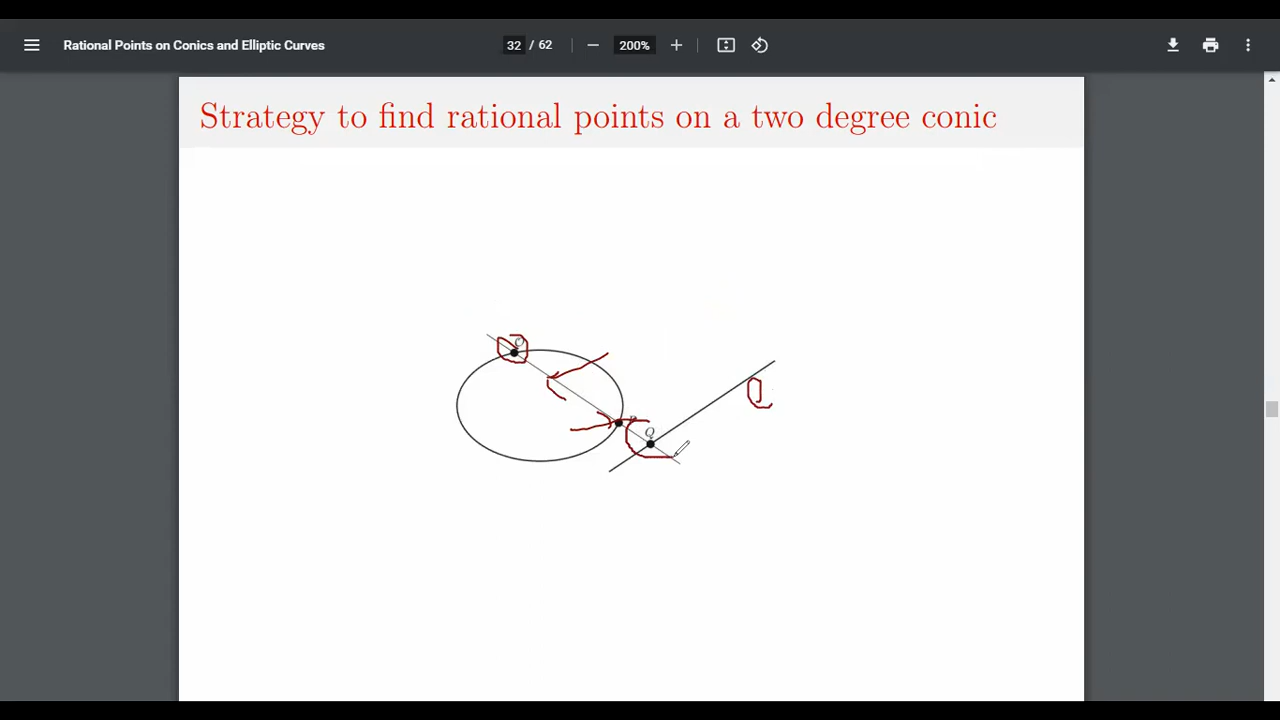 Rational Points on Conics and Elliptic Curves 32 / 62 200%
Strategy to find rational points on a two degree conic
O
P
Q